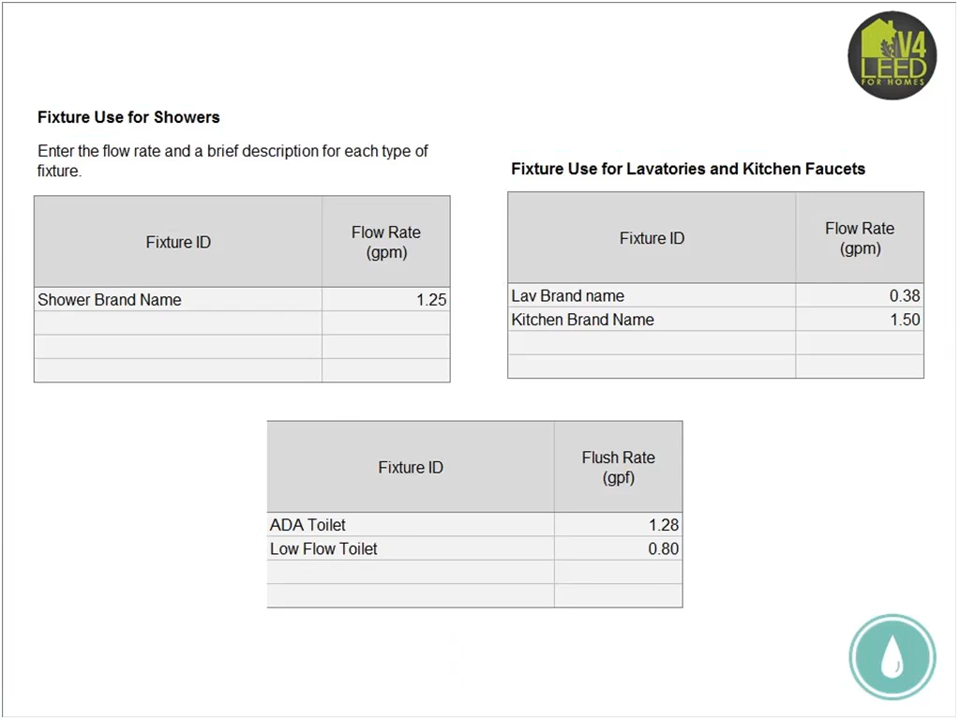 V4
LEED
FOR HOMES
Fixture Use for Showers
Enter the flow rate and a brief description for each type of
fixture.
Fixture ID
Flow Rate
(gpm)
Shower Brand Name 1.25
Fixture Use for Lavatories and Kitchen Faucets
Fixture ID
Flow Rate
(gpm)
Lav Brand name 0.38
Kitchen Brand Name 1.50
Fixture ID
Flush Rate
(gpf)
ADA Toilet 1.28
Low Flow Toilet 0.80